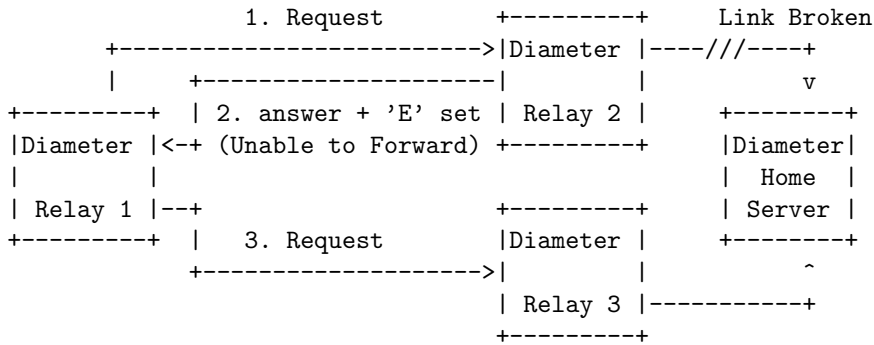 1. Request +---------+ Link Broken
+-------------------------->|Diameter |----///----+
| +---------------------| | v
+---------+ | 2. answer + 'E' set | Relay 2 | +--------+
|Diameter |<-+ (Unable to Forward) +---------+ |Diameter|
| | | Home |
| Relay 1 |--+ +---------+ | Server |
+---------+ | 3. Request |Diameter | +--------+
+-------------------->| | ^
| Relay 3 |-----------+
+---------+